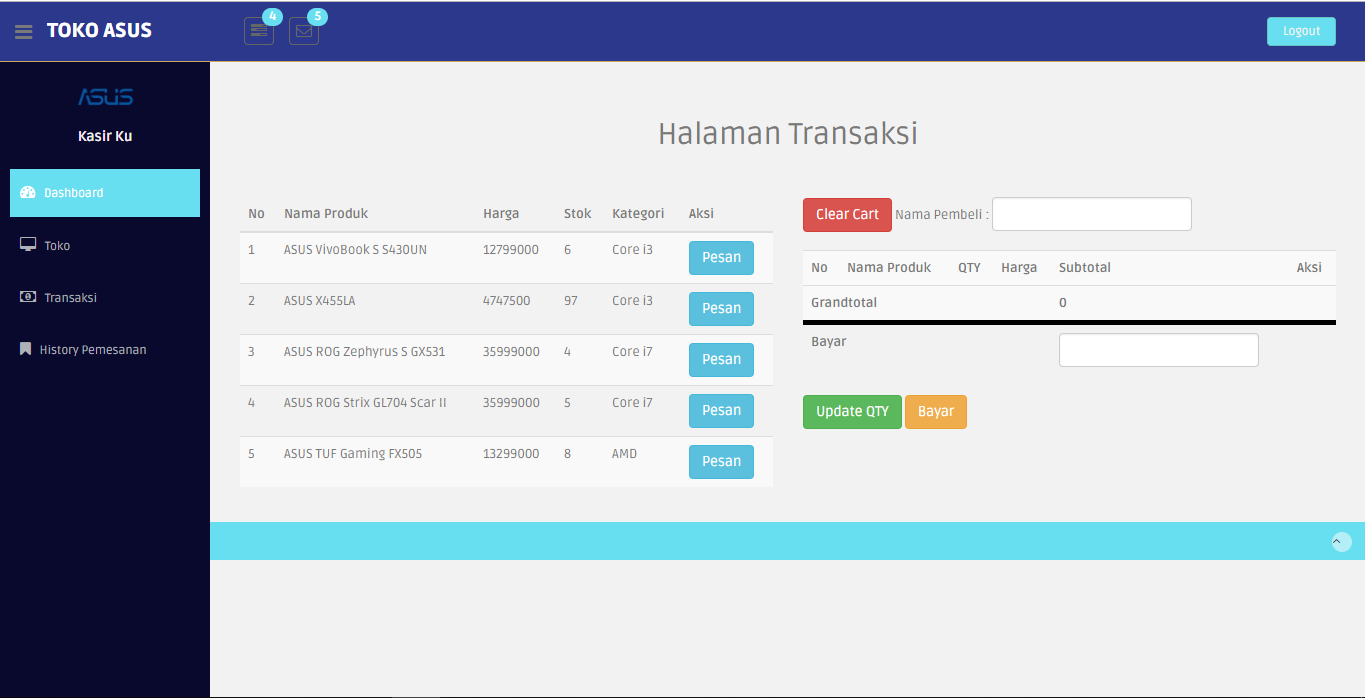 TOKO ASUS 4 5 Logout
ASUS
Kasir Ku
Dashboard
Toko
Transaksi
History Pemesanan
Halaman Transaksi
No Nama Produk Harga Stok Kategori Aksi
1 ASUS VivoBook S S430UN 12799000 6 Core i3 Pesan
2 ASUS X455LA 4747500 97 Core i3 Pesan
3 ASUS ROG Zephyrus S GX531 35999000 4 Core i7 Pesan
4 ASUS ROG Strix GL704 Scar II 35999000 5 Core i7 Pesan
5 ASUS TUF Gaming FX505 13299000 8 AMD Pesan
Clear Cart Nama Pembeli :
No Nama Produk QTY Harga Subtotal Aksi
Grandtotal 0
Bayar
Update QTY Bayar